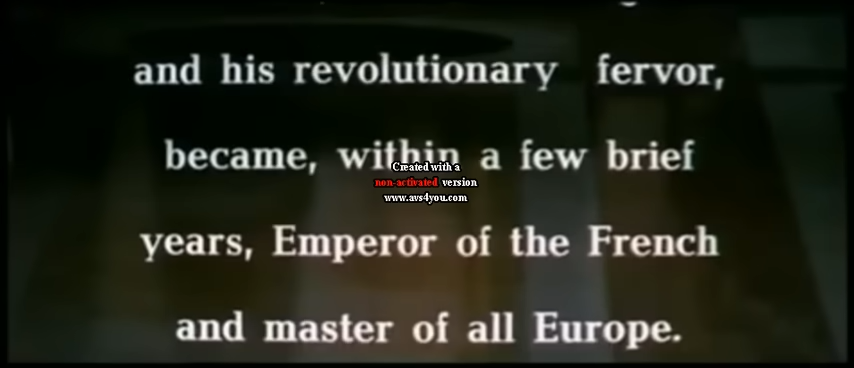 and his revolutionary fervor,
became, within a few brief
Created with a
non-activated version
www.avs4you.com
years, Emperor of the French
and master of all Europe.